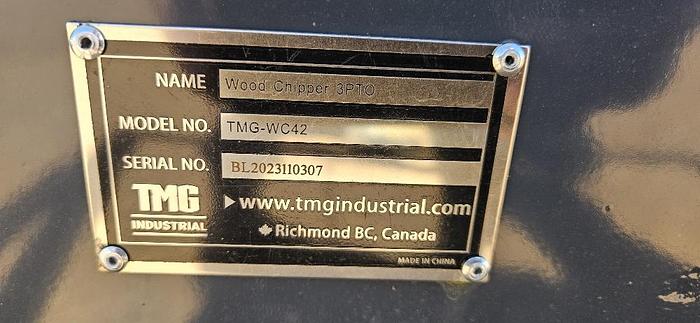 NAME Wood Chipper 3PTO
MODEL NO. TMG-WC42
SERIAL NO. BL2023110307
TMG
INDUSTRIAL
www.tmgindustrial.com
Richmond BC, Canada
MADE IN CHINA